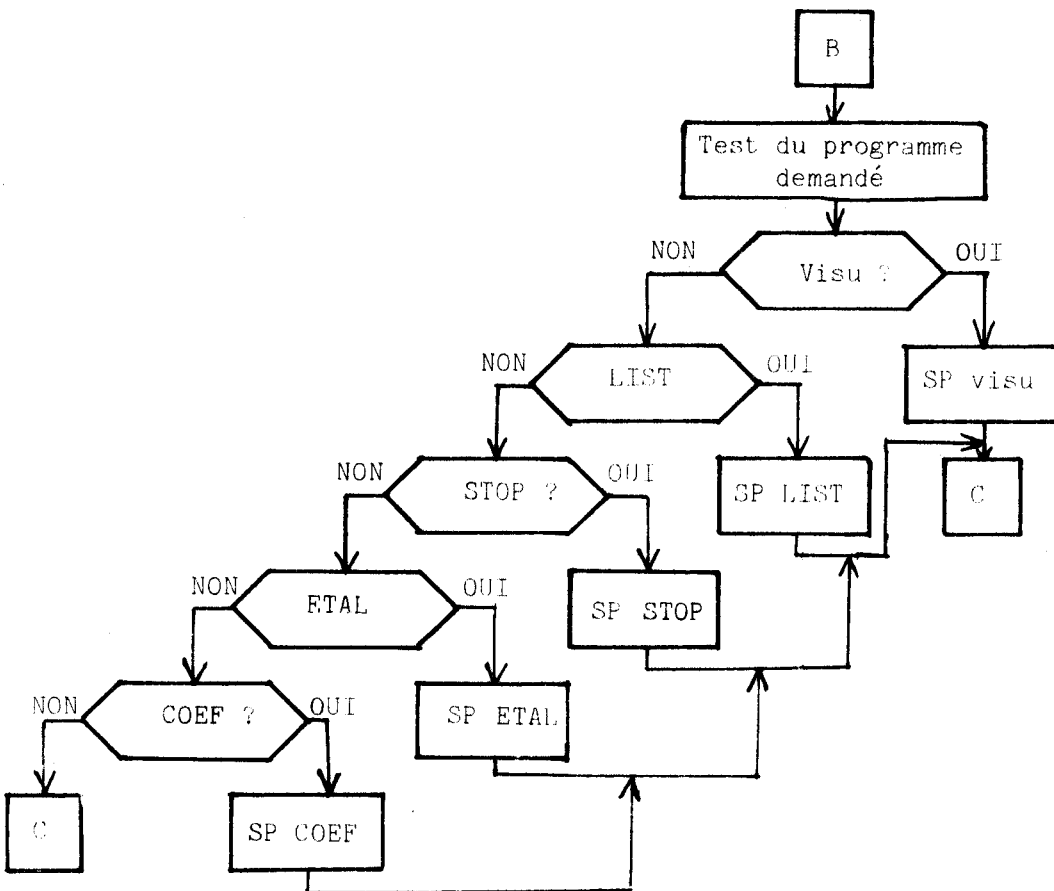 B
Test du programme
demandé
NON
OUI
Visu ?
NON
OUI
LIST
SP visu
NON
OUI
STOP ?
SP LIST
C
NON
OUI
ETAL
SP STOP
NON
OUI
COEF ?
SP ETAL
C
SP COEF